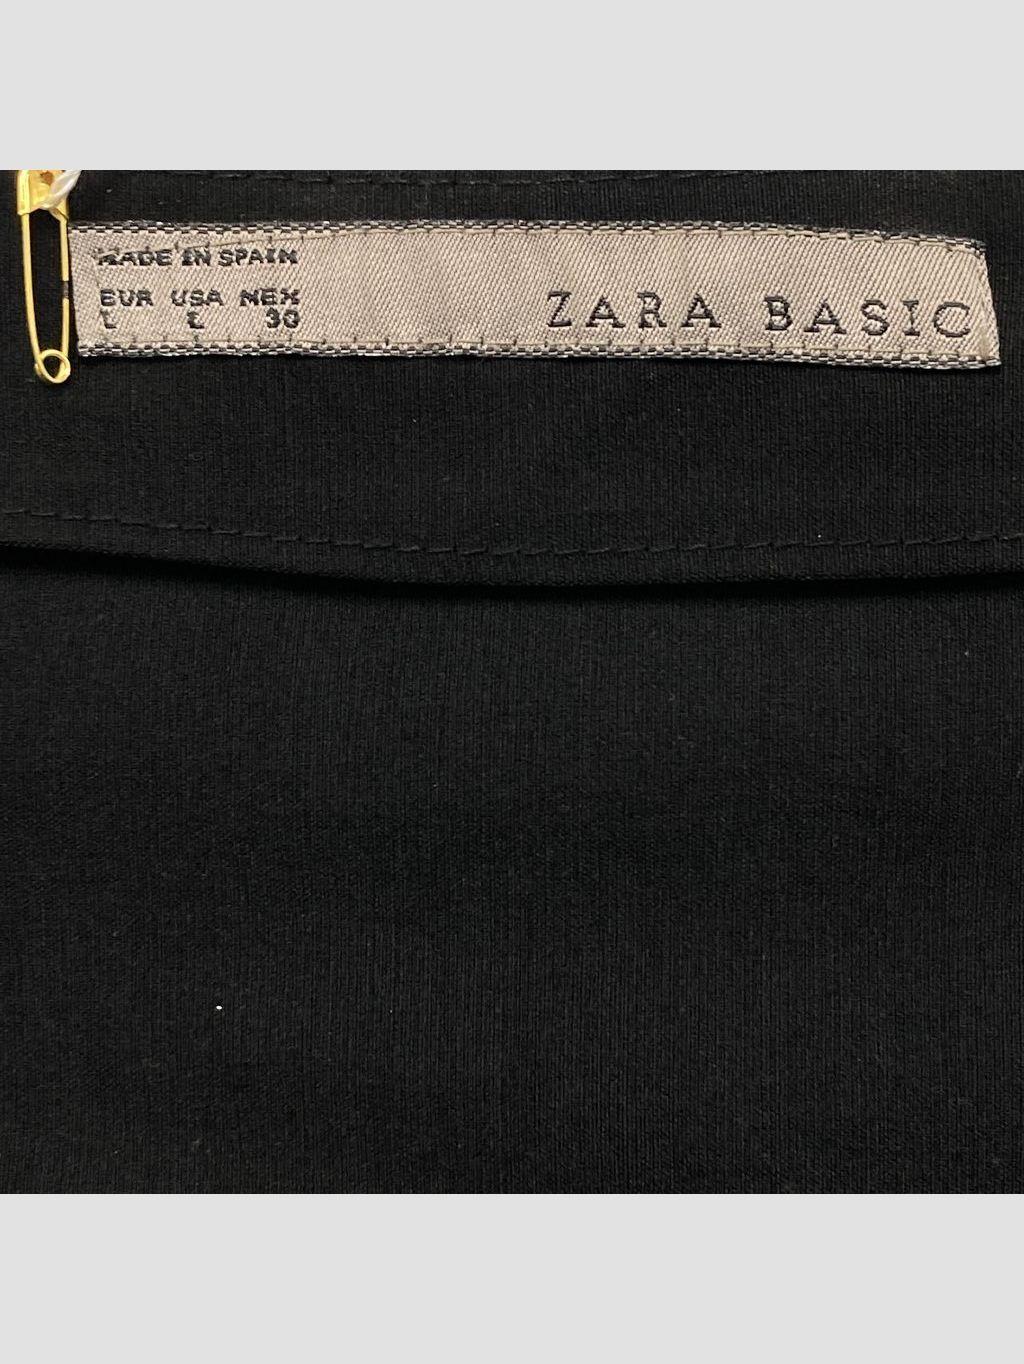 MADE IN SPAIN
EUR USA MEX
L L 30
ZARA BASIC